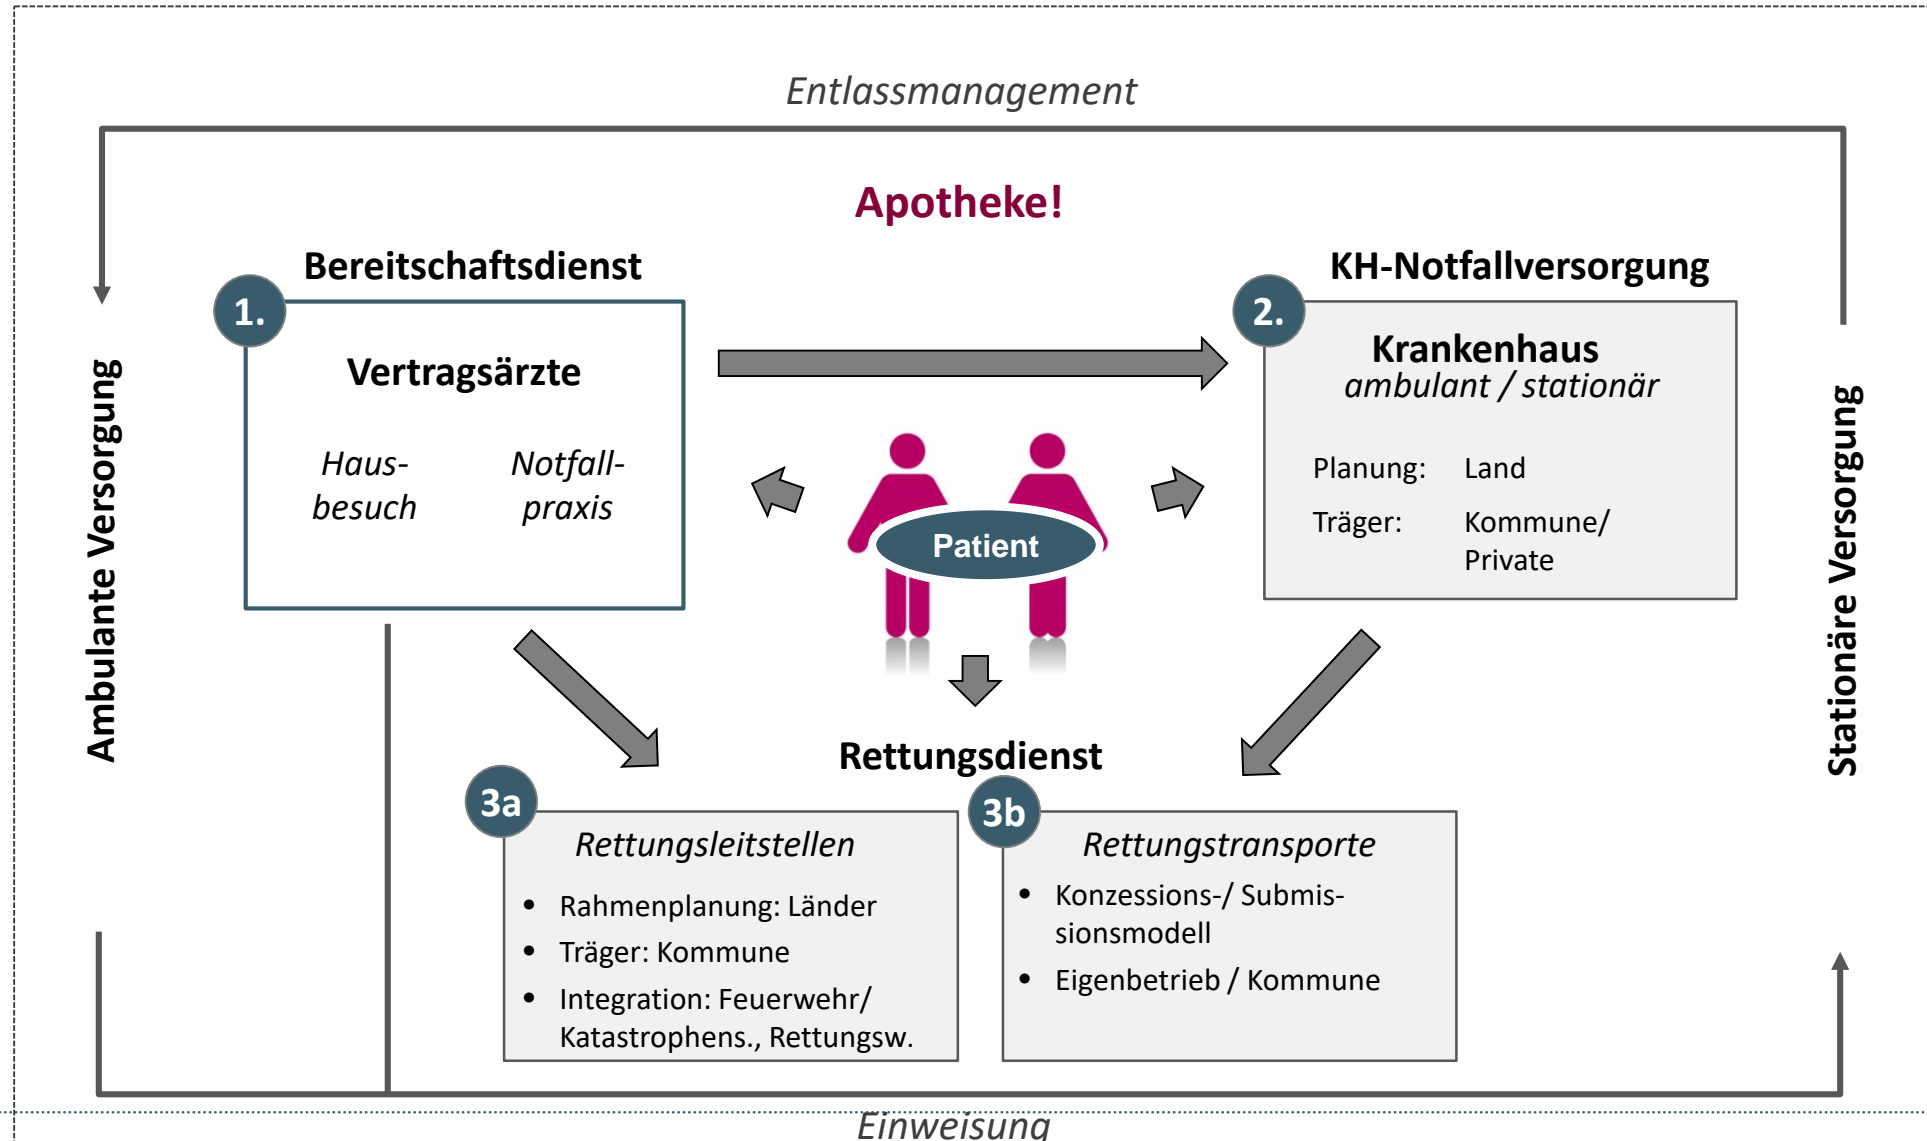 Entlassmanagement
Apotheke!
Bereitschaftsdienst
KH-Notfallversorgung
1.
Vertragsärzte
Haus-
besuch
Notfall-
praxis
2.
Krankenhaus
ambulant / stationär
Planung: Land
Träger: Kommune/
Private
Ambulante Versorgung
Stationäre Versorgung
Patient
Rettungsdienst
3a
Rettungsleitstellen
• Rahmenplanung: Länder
• Träger: Kommune
• Integration: Feuerwehr/
Katastrophens., Rettungsw.
3b
Rettungstransporte
• Konzessions-/ Submis-
sionsmodell
• Eigenbetrieb / Kommune
Einweisung